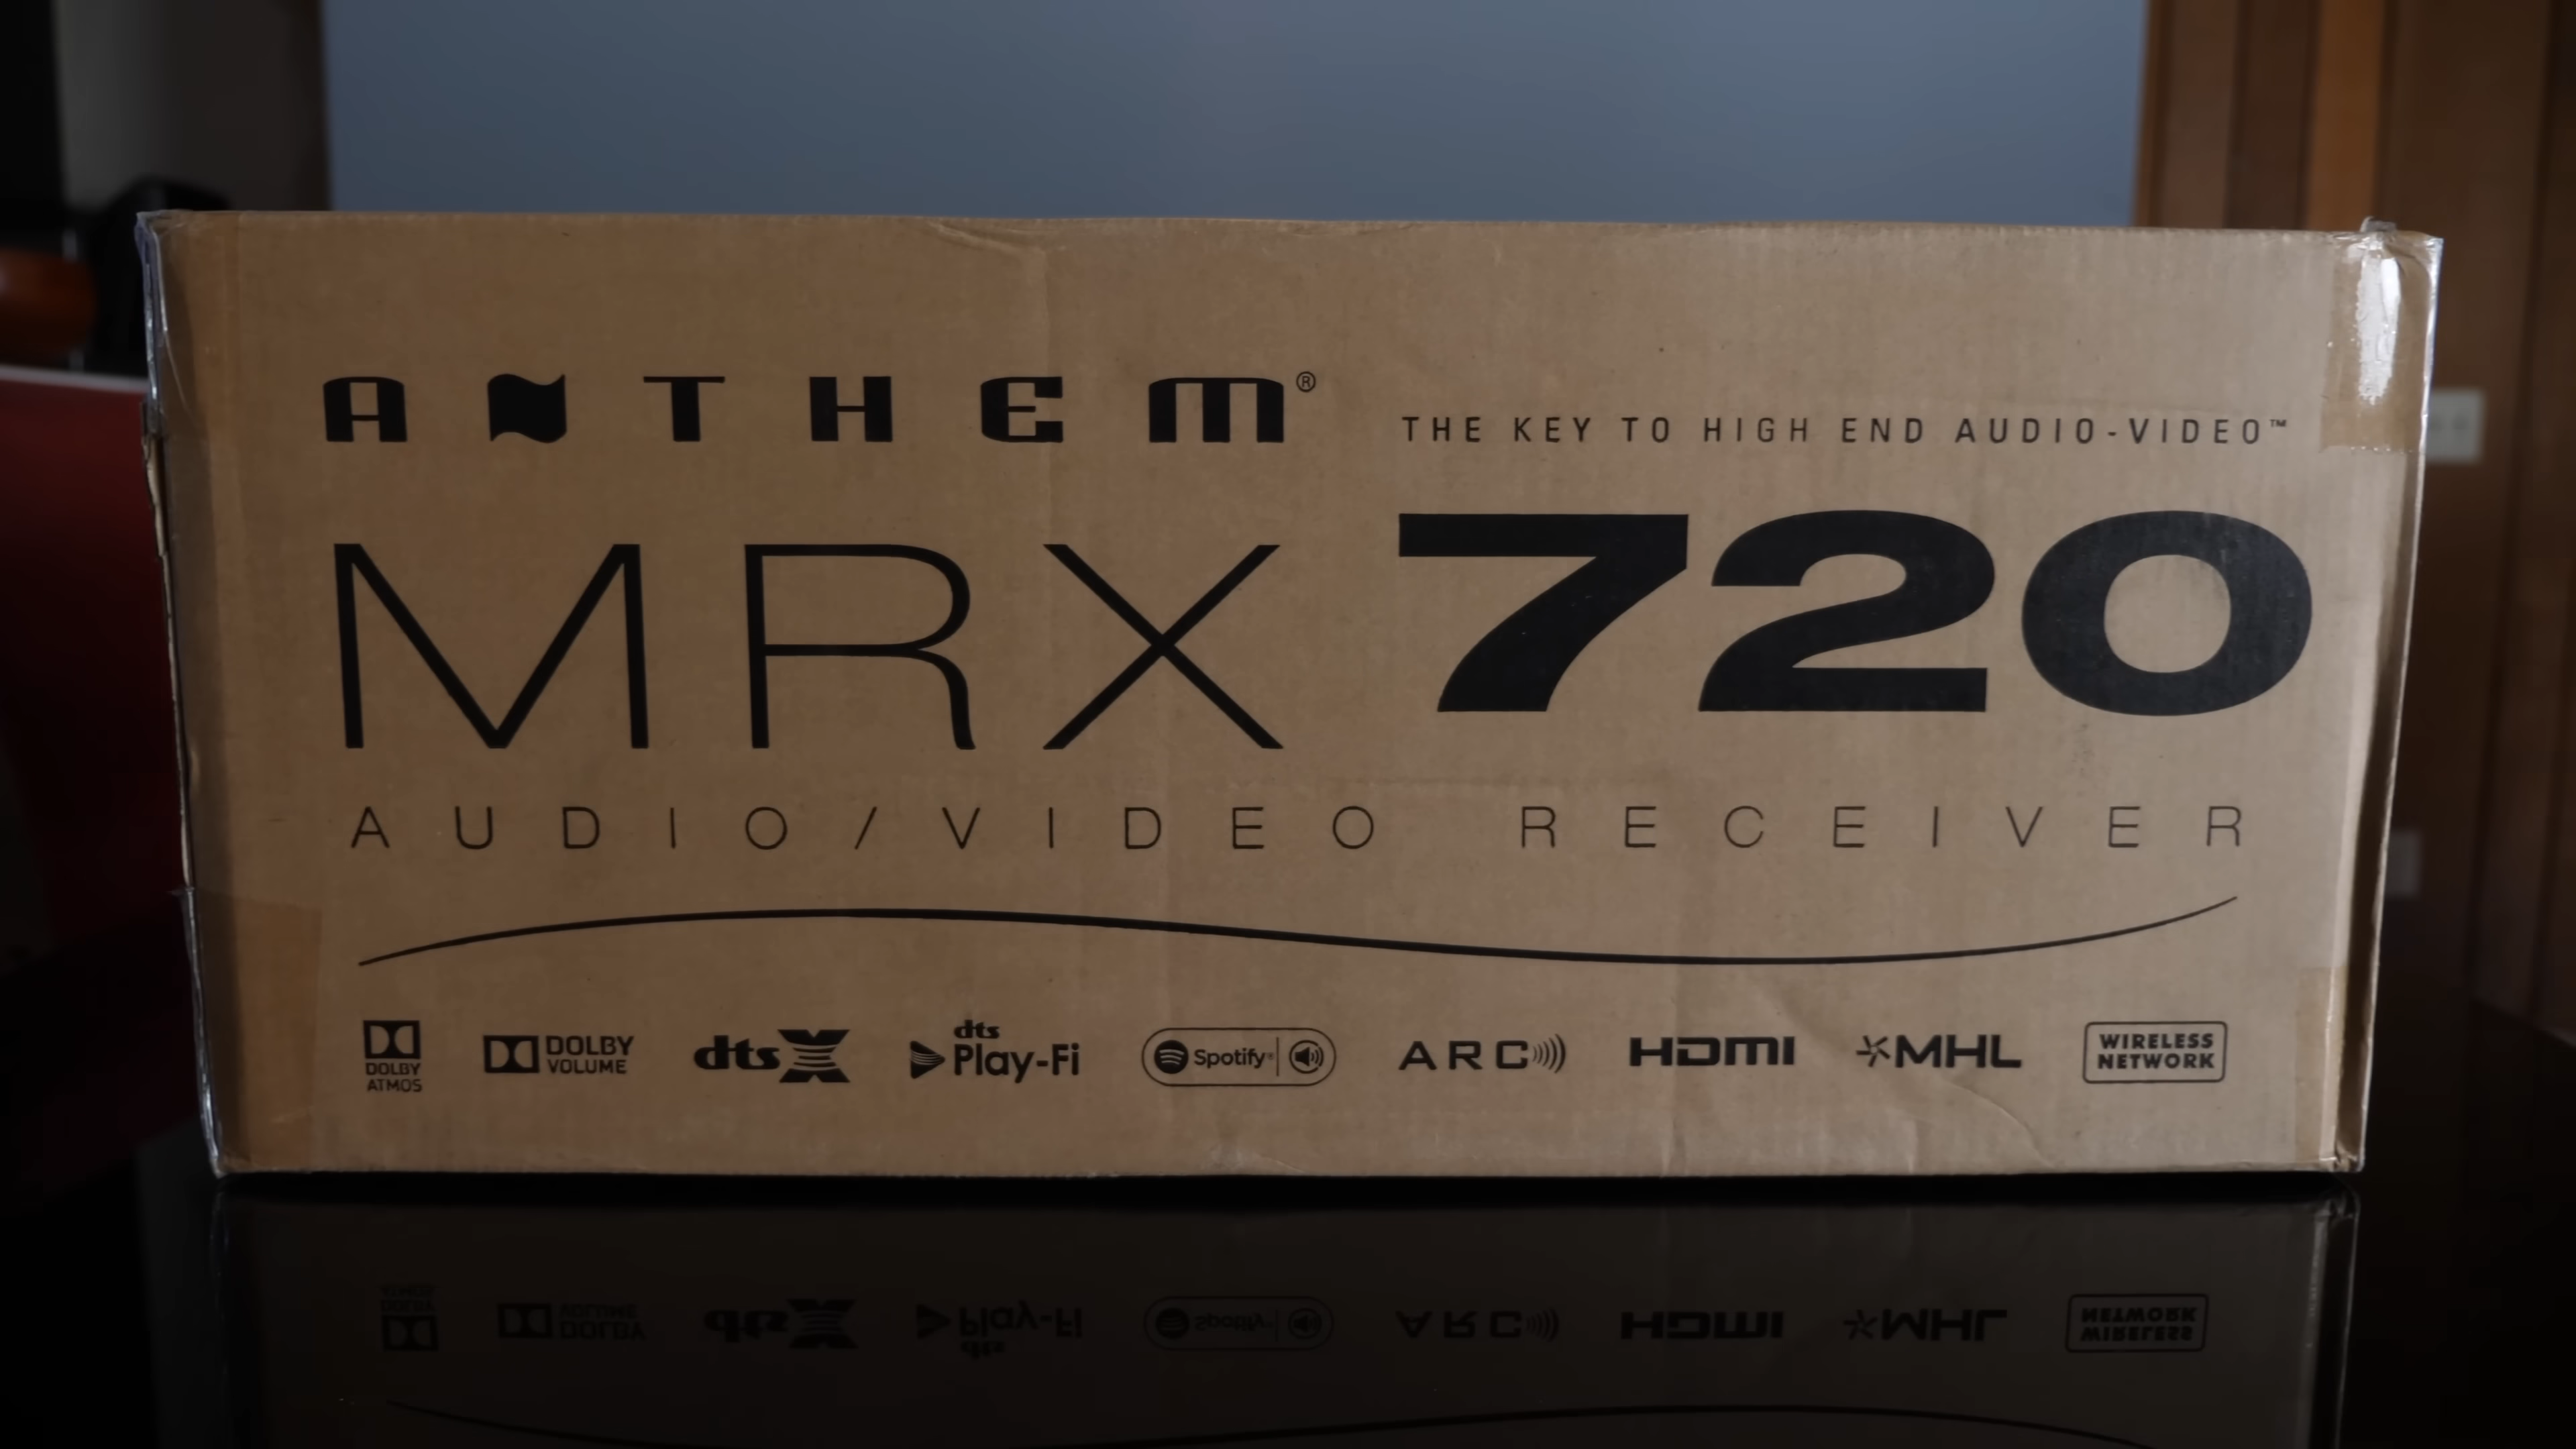 ANTHEM®
THE KEY TO HIGH END AUDIO-VIDEO™
MRX 720
AUDIO/VIDEO RECEIVER
DOLBY
ATMOS
DOLBY
VOLUME
dts X
dts
Play-Fi
Spotify®
ARC
HDMI
MHL
WIRELESS
NETWORK